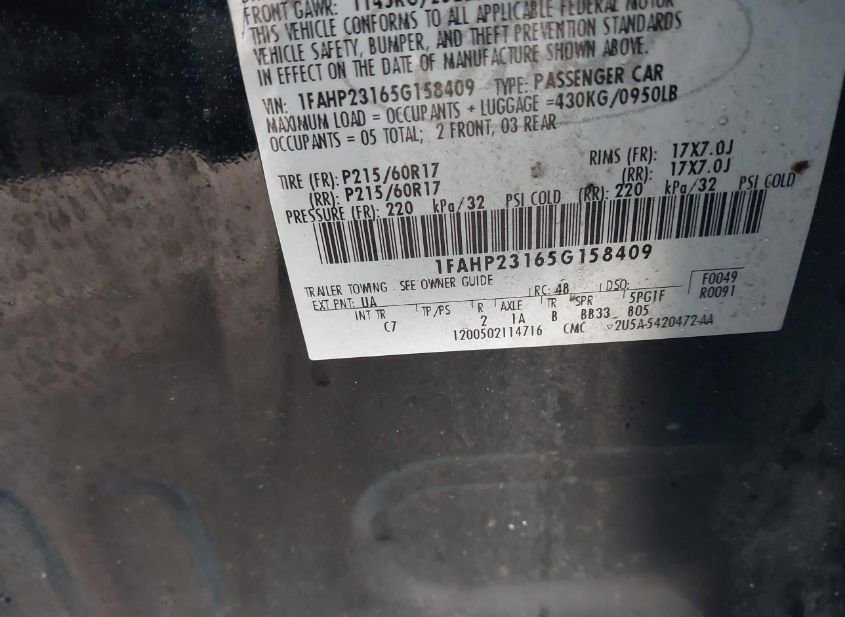 FRONT GAWR: 1145KG/252
THIS VEHICLE CONFORMS TO ALL APPLICABLE FEDERAL MOTOR
VEHICLE SAFETY, BUMPER, AND THEFT PREVENTION STANDARDS
IN EFFECT ON THE DATE OF MANUFACTURE SHOWN ABOVE.
VIN: 1FAHP23165G158409 TYPE: PASSENGER CAR
MAXIMUM LOAD = OCCUPANTS + LUGGAGE =430KG/0950LB
OCCUPANTS = 05 TOTAL; 2 FRONT, 03 REAR
TIRE (FR): P215/60R17 RIMS (FR): 17X7.0J
(RR): P215/60R17 (RR): 17X7.0J
PRESSURE (FR): 220 kPa/32 PSI COLD (RR): 220 kPa/32 PSI COLD
1FAHP23165G158409
TRAILER TOWING - SEE OWNER GUIDE
EXT PNT: UA RC: 48 DSO: F0049
INT TR TP/PS R AXLE TR SPR 5PG1F R0091
C7 2 1A B BB33 805
1200502114716 CMC 2U5A-5420472-AA